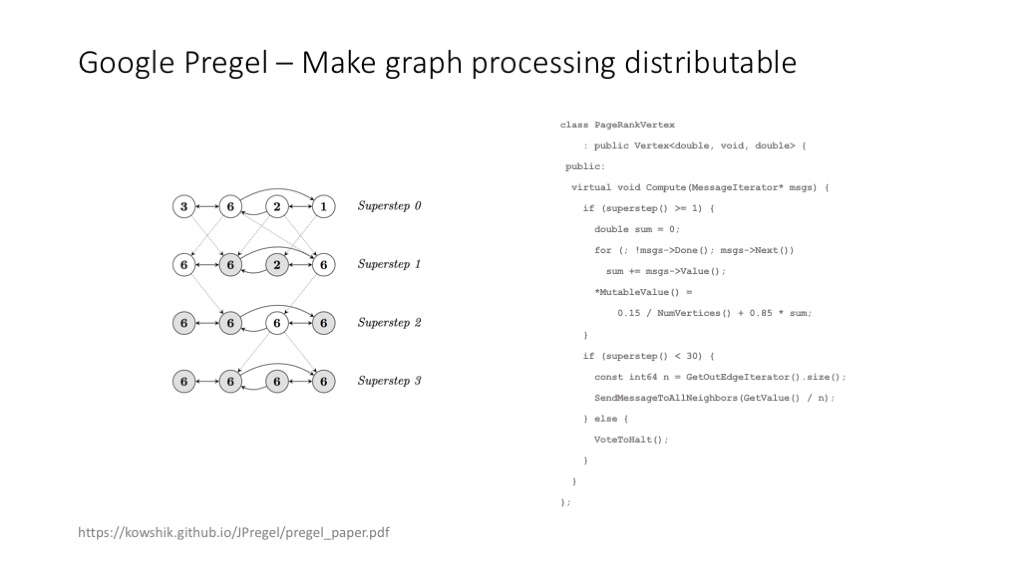 Google Pregel – Make graph processing distributable
3 6 2 1 Superstep 0
6 6 2 6 Superstep 1
6 6 6 6 Superstep 2
6 6 6 6 Superstep 3
class PageRankVertex
: public Vertex<double, void, double> {
public:
virtual void Compute(MessageIterator* msgs) {
if (superstep() >= 1) {
double sum = 0;
for (; !msgs->Done(); msgs->Next())
sum += msgs->Value();
*MutableValue() =
0.15 / NumVertices() + 0.85 * sum;
}
if (superstep() < 30) {
const int64 n = GetOutEdgeIterator().size();
SendMessageToAllNeighbors(GetValue() / n);
} else {
VoteToHalt();
}
}
};
https://kowshik.github.io/JPregel/pregel_paper.pdf